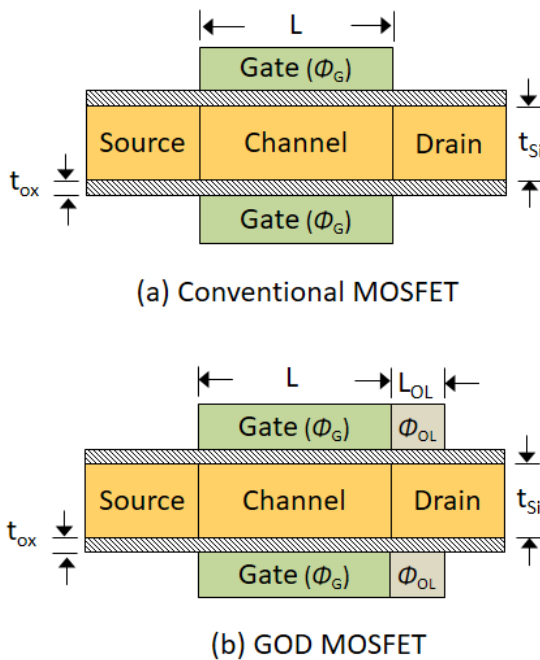 L
Gate (ΦG)
Source Channel Drain
tSi
tox
Gate (ΦG)
(a) Conventional MOSFET
L LOL
Gate (ΦG) ΦOL
Source Channel Drain
tSi
tox
Gate (ΦG) ΦOL
(b) GOD MOSFET